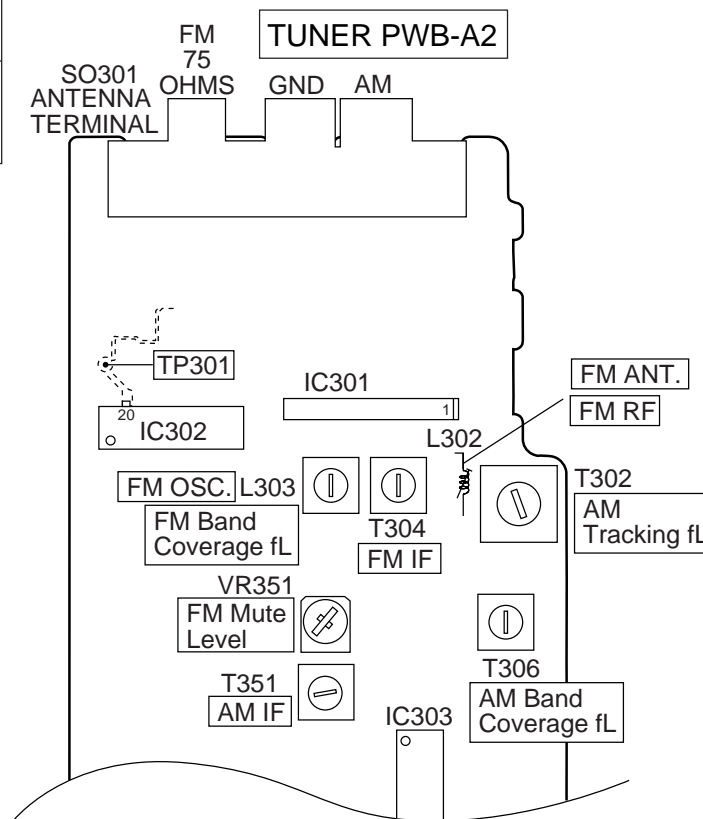 TUNER PWB-A2
FM
75
OHMS
GND
AM
SO301
ANTENNA
TERMINAL
TP301
IC301
1
20
IC302
FM ANT.
FM RF
L302
FM OSC. L303
FM Band
Coverage fL
T304
FM IF
T302
AM
Tracking fL
VR351
FM Mute
Level
T351
AM IF
T306
AM Band
Coverage fL
IC303